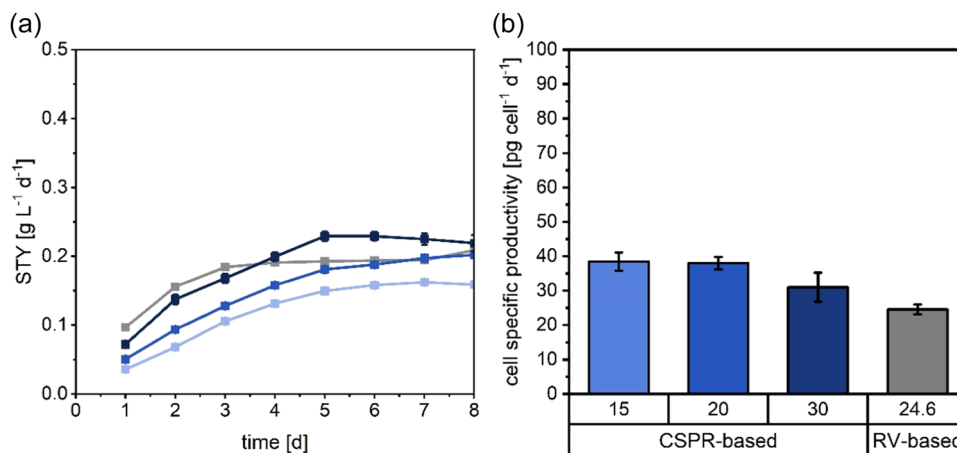 (a)
(b)
STY [g L-1 d-1]
0.5
0.4
0.3
0.2
0.1
0.0
0 1 2 3 4 5 6 7 8
time [d]
cell specific productivity [pg cell-1 d-1]
100
90
80
70
60
50
40
30
20
10
0
15 20 30 24.6
CSPR-based RV-based